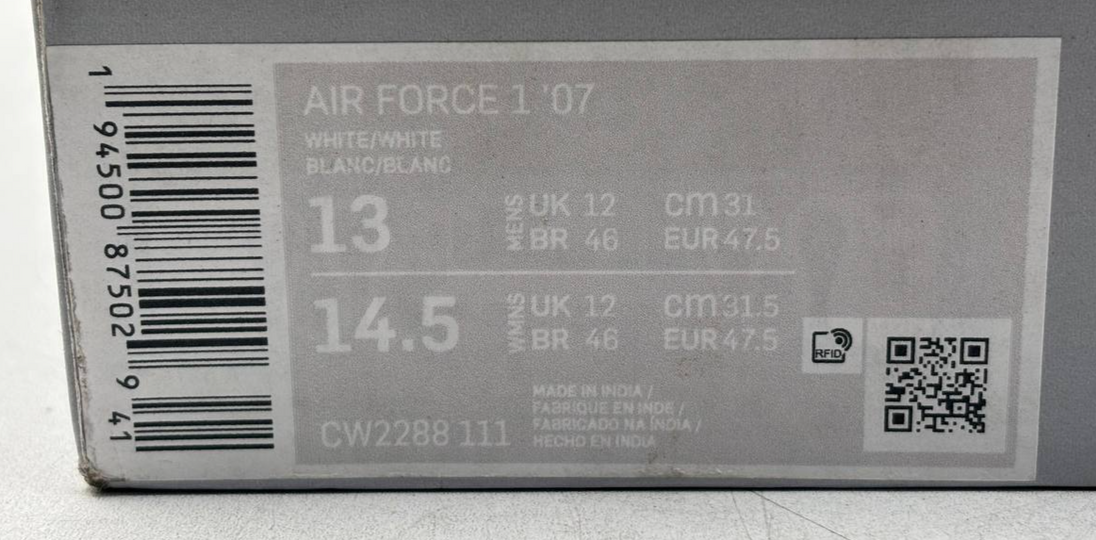 1 94500 87502 9 41
AIR FORCE 1 '07
WHITE/WHITE
BLANC/BLANC
13
MENS
UK 12 cm 31
BR 46 EUR 47.5
14.5
WMNS
UK 12 cm 31.5
BR 46 EUR 47.5
RFID
MADE IN INDIA /
FABRIQUE EN INDE /
FABRICADO NA ÍNDIA /
HECHO EN INDIA
CW2288 111